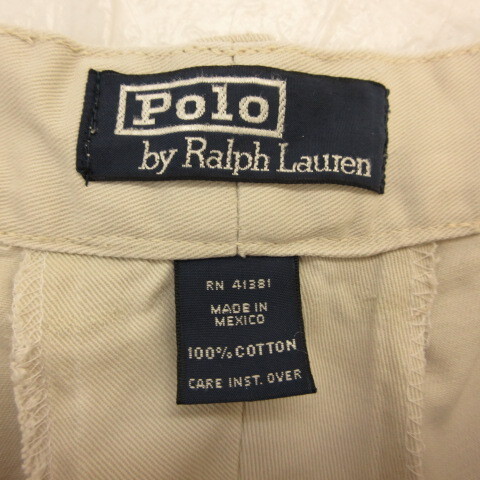 Polo
by Ralph Lauren
RN 41381
MADE IN
MEXICO
100% COTTON
CARE INST. OVER